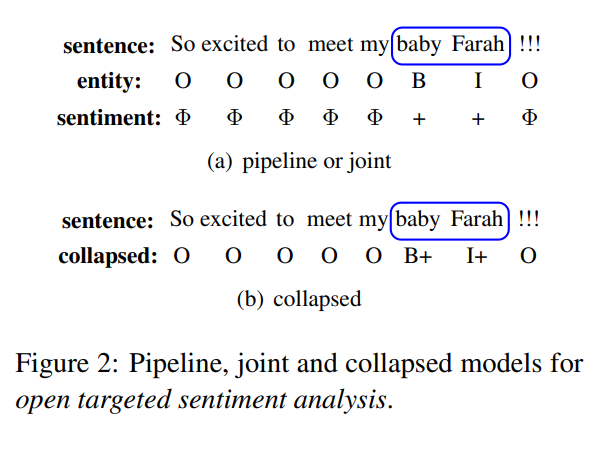 sentence: So excited to meet my baby Farah !!!
entity: O O O O O B I O
sentiment: Φ Φ Φ Φ Φ + + Φ
(a) pipeline or joint
sentence: So excited to meet my baby Farah !!!
collapsed: O O O O O B+ I+ O
(b) collapsed
Figure 2: Pipeline, joint and collapsed models for
open targeted sentiment analysis.